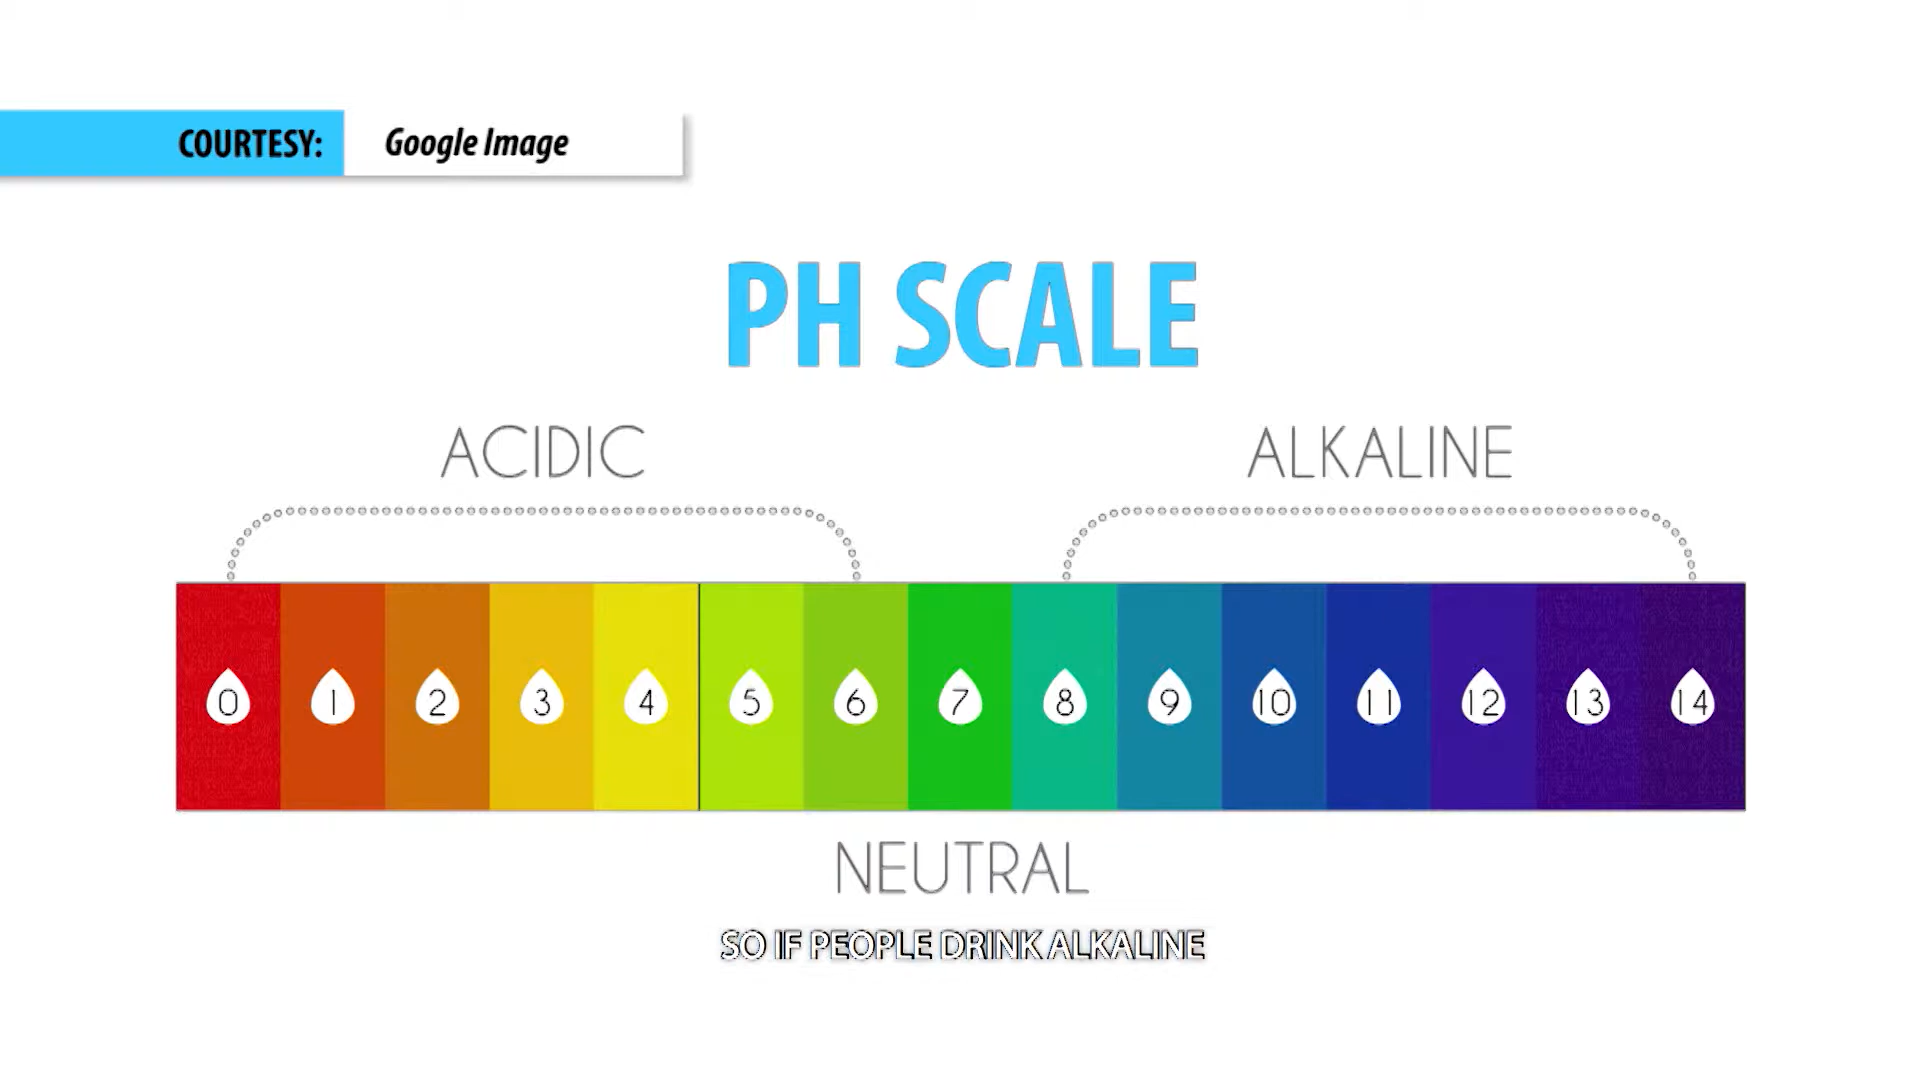 COURTESY: Google Image
PH SCALE
ACIDIC ALKALINE
0 1 2 3 4 5 6 7 8 9 10 11 12 13 14
NEUTRAL
SO IF PEOPLE DRINK ALKALINE